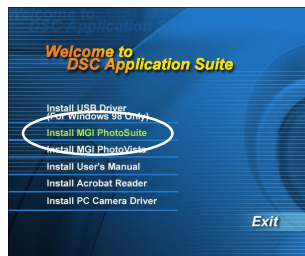 Welcome to
DSC Application Suite
Install USB Driver
(For Windows 98 Only)
Install MGI PhotoSuite
Install MGI PhotoVista
Install User's Manual
Install Acrobat Reader
Install PC Camera Driver
Exit